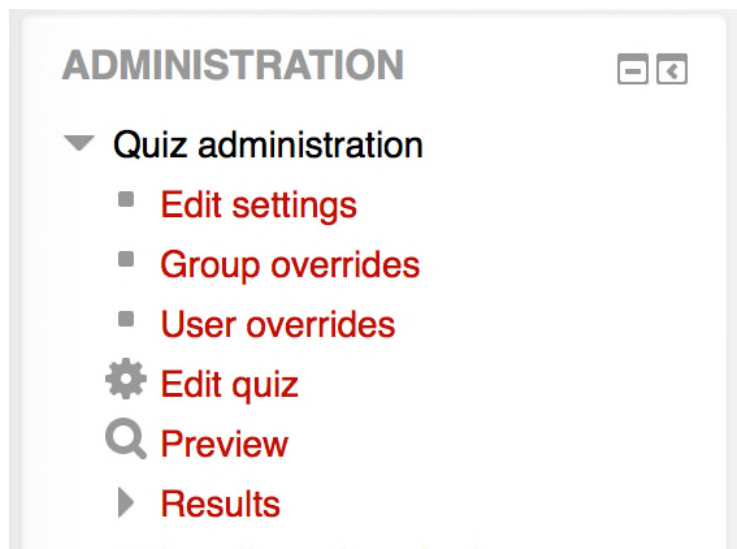 ADMINISTRATION
Quiz administration
Edit settings
Group overrides
User overrides
Edit quiz
Preview
Results